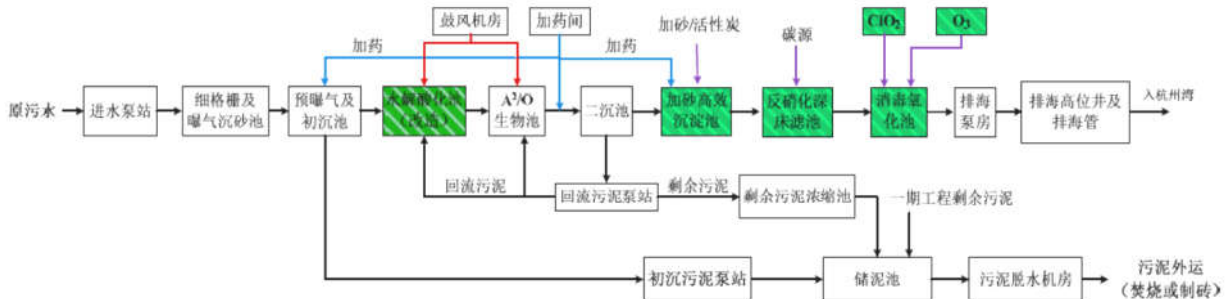 鼓风机房
加药间
加砂/活性炭
碳源
ClO₂
O₃
加药
加药
原污水
进水泵站
细格栅及
曝气沉砂池
预曝气及
初沉池
水解酸化池
（改造）
A²/O
生物池
二沉池
加砂高效
沉淀池
反硝化深
床滤池
消毒氧
化池
排海
泵房
排海高位井及
排海管
入杭州湾
回流污泥
回流污泥泵站
剩余污泥
剩余污泥浓缩池
一期工程剩余污泥
初沉污泥泵站
储泥池
污泥脱水机房
污泥外运
（焚烧或制砖）